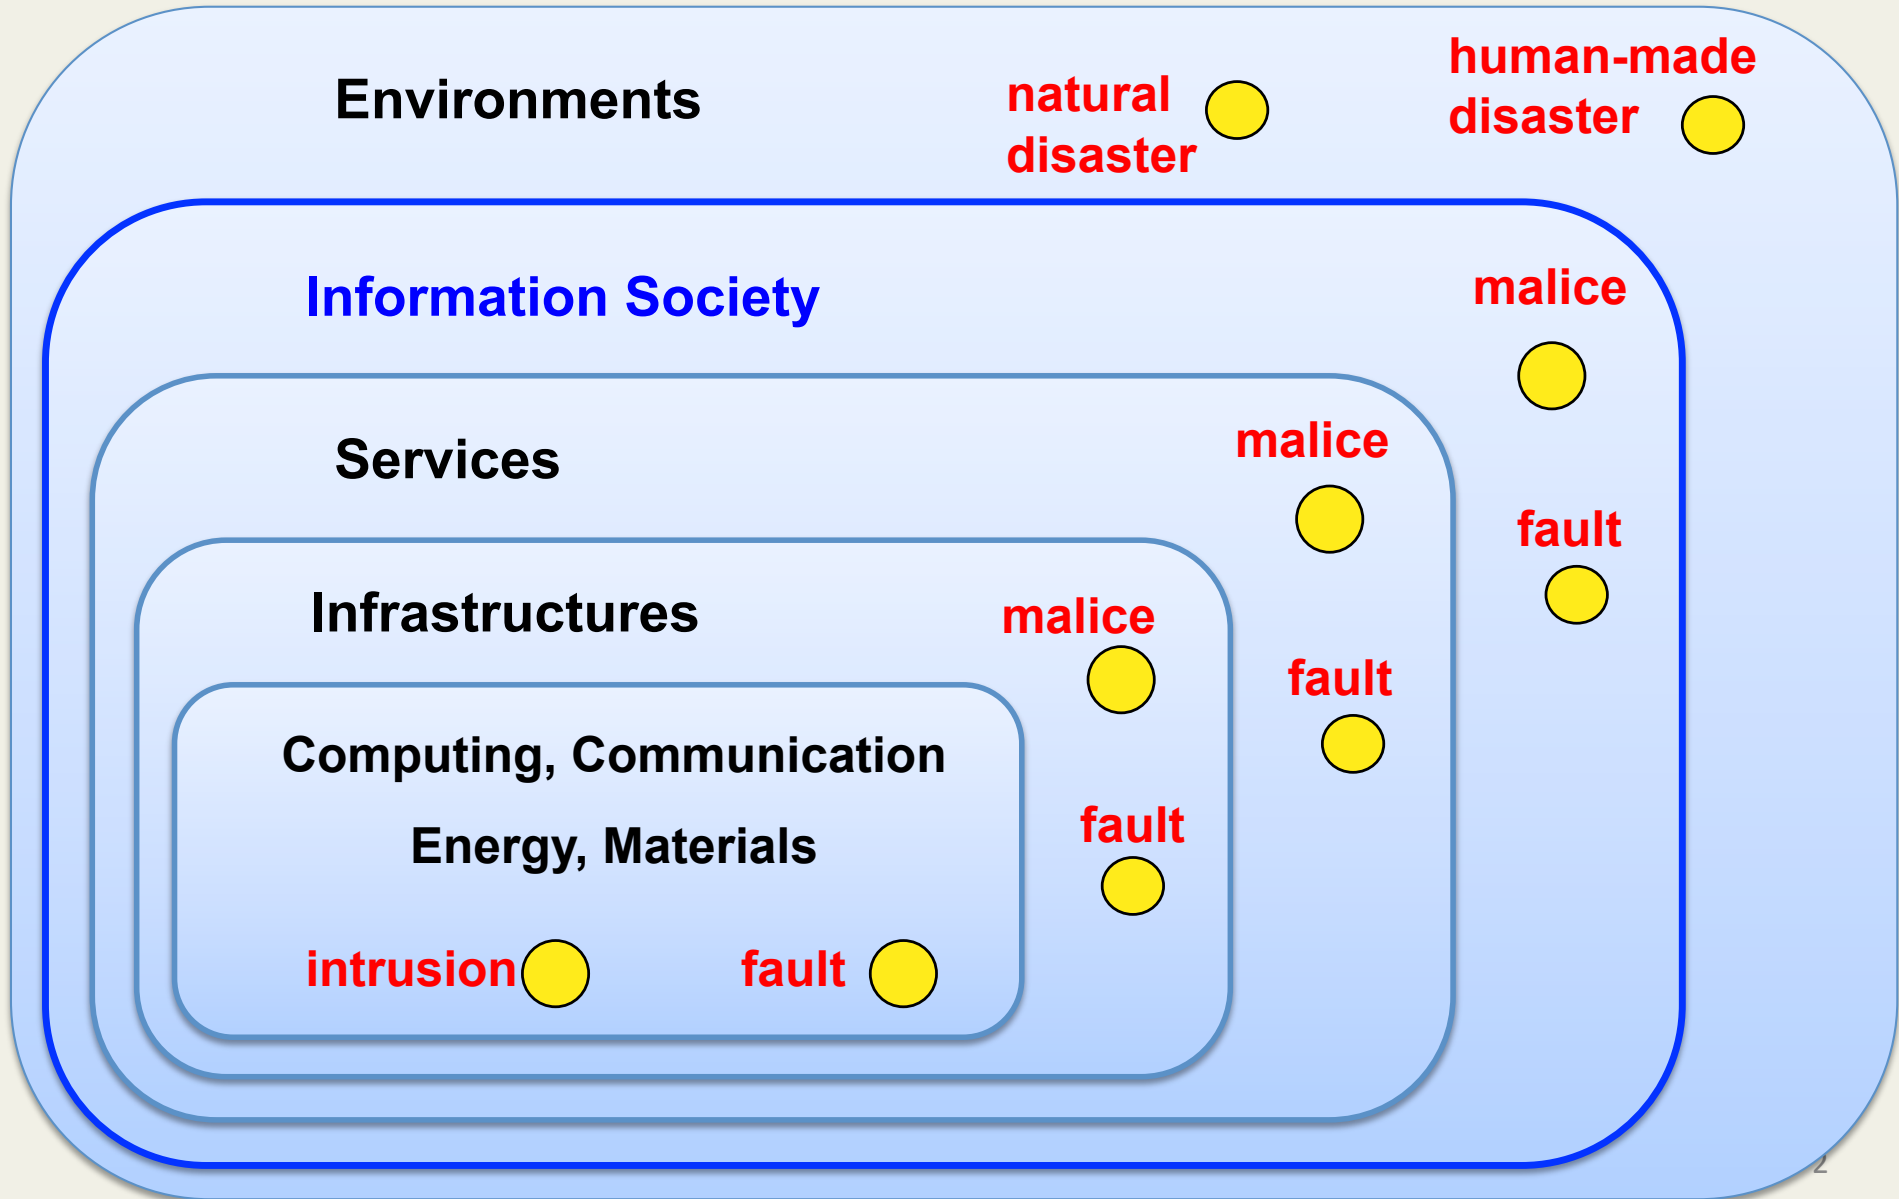 Environments
natural
disaster
human-made
disaster
Information Society
malice
Services
malice
fault
Infrastructures
malice
fault
Computing, Communication
Energy, Materials
fault
intrusion
fault
2